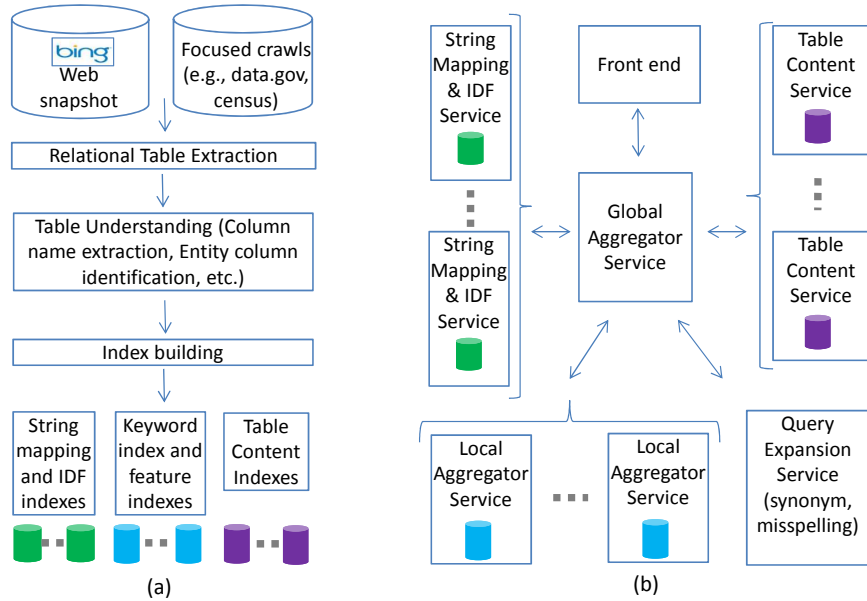 bing
Web
snapshot
Focused crawls
(e.g., data.gov,
census)
Relational Table Extraction
Table Understanding (Column
name extraction, Entity column
identification, etc.)
Index building
String
mapping
and IDF
indexes
Keyword
index and
feature
indexes
Table
Content
Indexes
(a)
String
Mapping
& IDF
Service
String
Mapping
& IDF
Service
Front end
Global
Aggregator
Service
Table
Content
Service
Table
Content
Service
Local
Aggregator
Service
Local
Aggregator
Service
Query
Expansion
Service
(synonym,
misspelling)
(b)